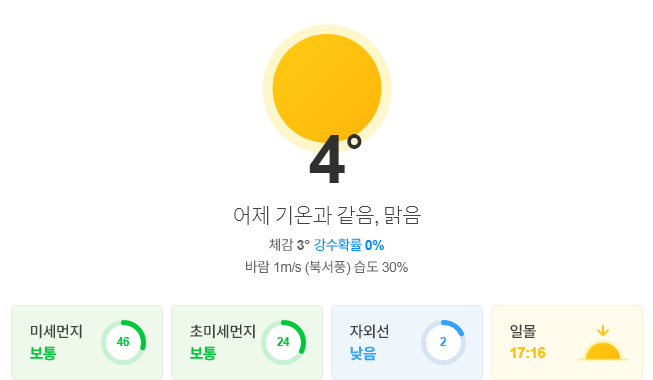 4°
어제 기온과 같음, 맑음
체감 3° 강수확률 0%
바람 1m/s (북서풍) 습도 30%
미세먼지
보통
46
초미세먼지
보통
24
자외선
낮음
2
일몰
17:16